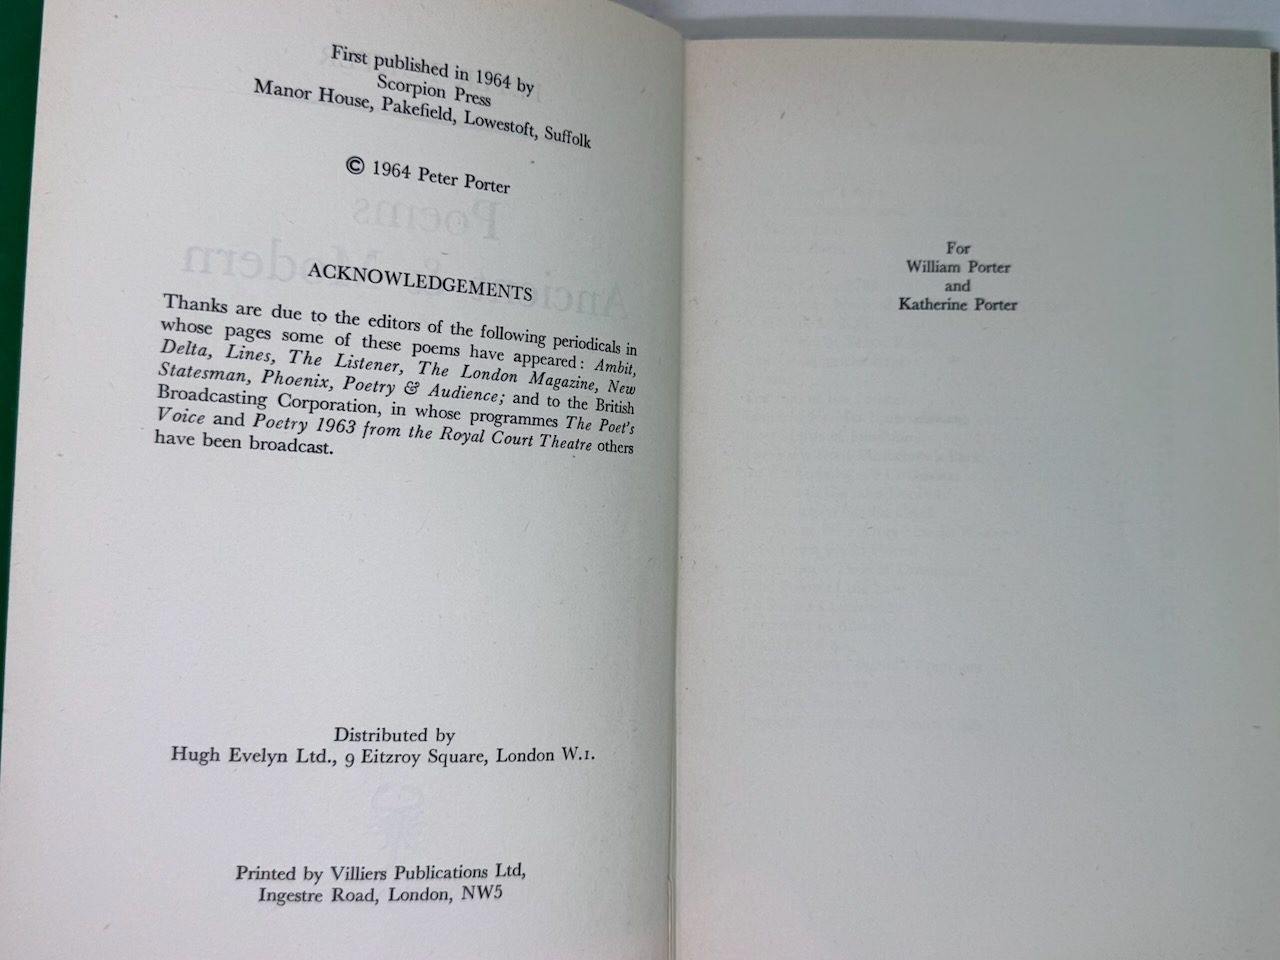 First published in 1964 by
Scorpion Press
Manor House, Pakefield, Lowestoft, Suffolk
© 1964 Peter Porter
Poems
Ancient & Modern
ACKNOWLEDGEMENTS
Thanks are due to the editors of the following periodicals in
whose pages some of these poems have appeared: Ambit,
Delta, Lines, The Listener, The London Magazine, New
Statesman, Phoenix, Poetry & Audience; and to the British
Broadcasting Corporation, in whose programmes The Poet's
Voice and Poetry 1963 from the Royal Court Theatre others
have been broadcast.
Distributed by
Hugh Evelyn Ltd., 9 Eitzroy Square, London W.1.
Printed by Villiers Publications Ltd,
Ingestre Road, London, NW5
For
William Porter
and
Katherine Porter